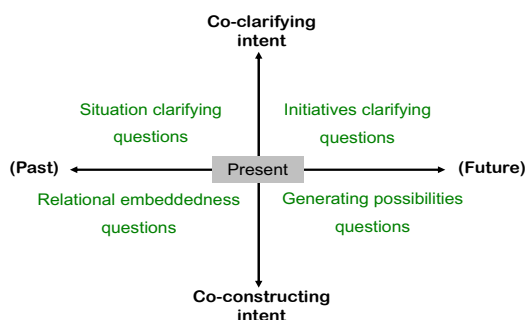 Co-clarifying
intent
Situation clarifying
questions
Initiatives clarifying
questions
(Past)
Present
(Future)
Relational embeddedness
questions
Generating possibilities
questions
Co-constructing
intent